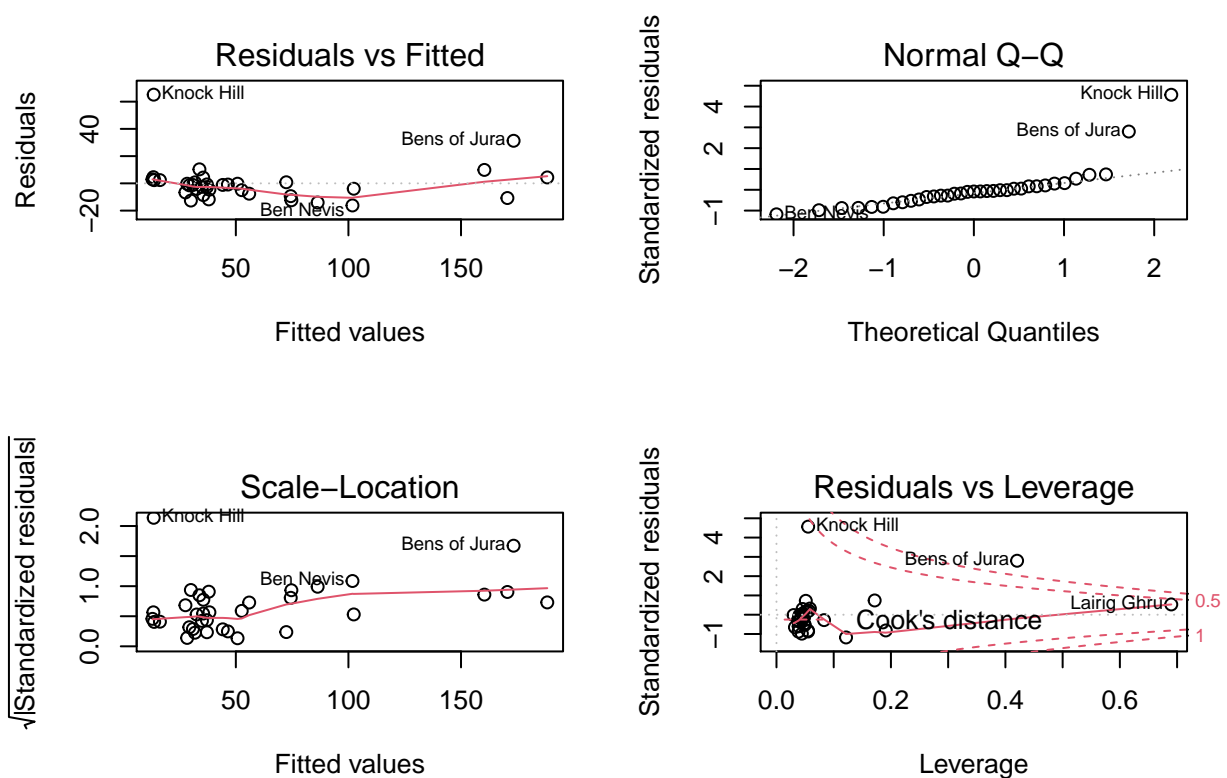 Residuals vs Fitted
Residuals
−20
40
Knock Hill
Bens of Jura
Ben Nevis
50
100
150
Fitted values
Normal Q−Q
Standardized residuals
−1
2
4
Knock Hill
Bens of Jura
Ben Nevis
−2
−1
0
1
2
Theoretical Quantiles
Scale−Location
√|Standardized residuals|
0.0
1.0
2.0
Knock Hill
Bens of Jura
Ben Nevis
50
100
150
Fitted values
Residuals vs Leverage
Standardized residuals
−1
2
4
Knock Hill
Bens of Jura
Lairig Ghru
Cook's distance
0.5
1
0.0
0.2
0.4
0.6
Leverage